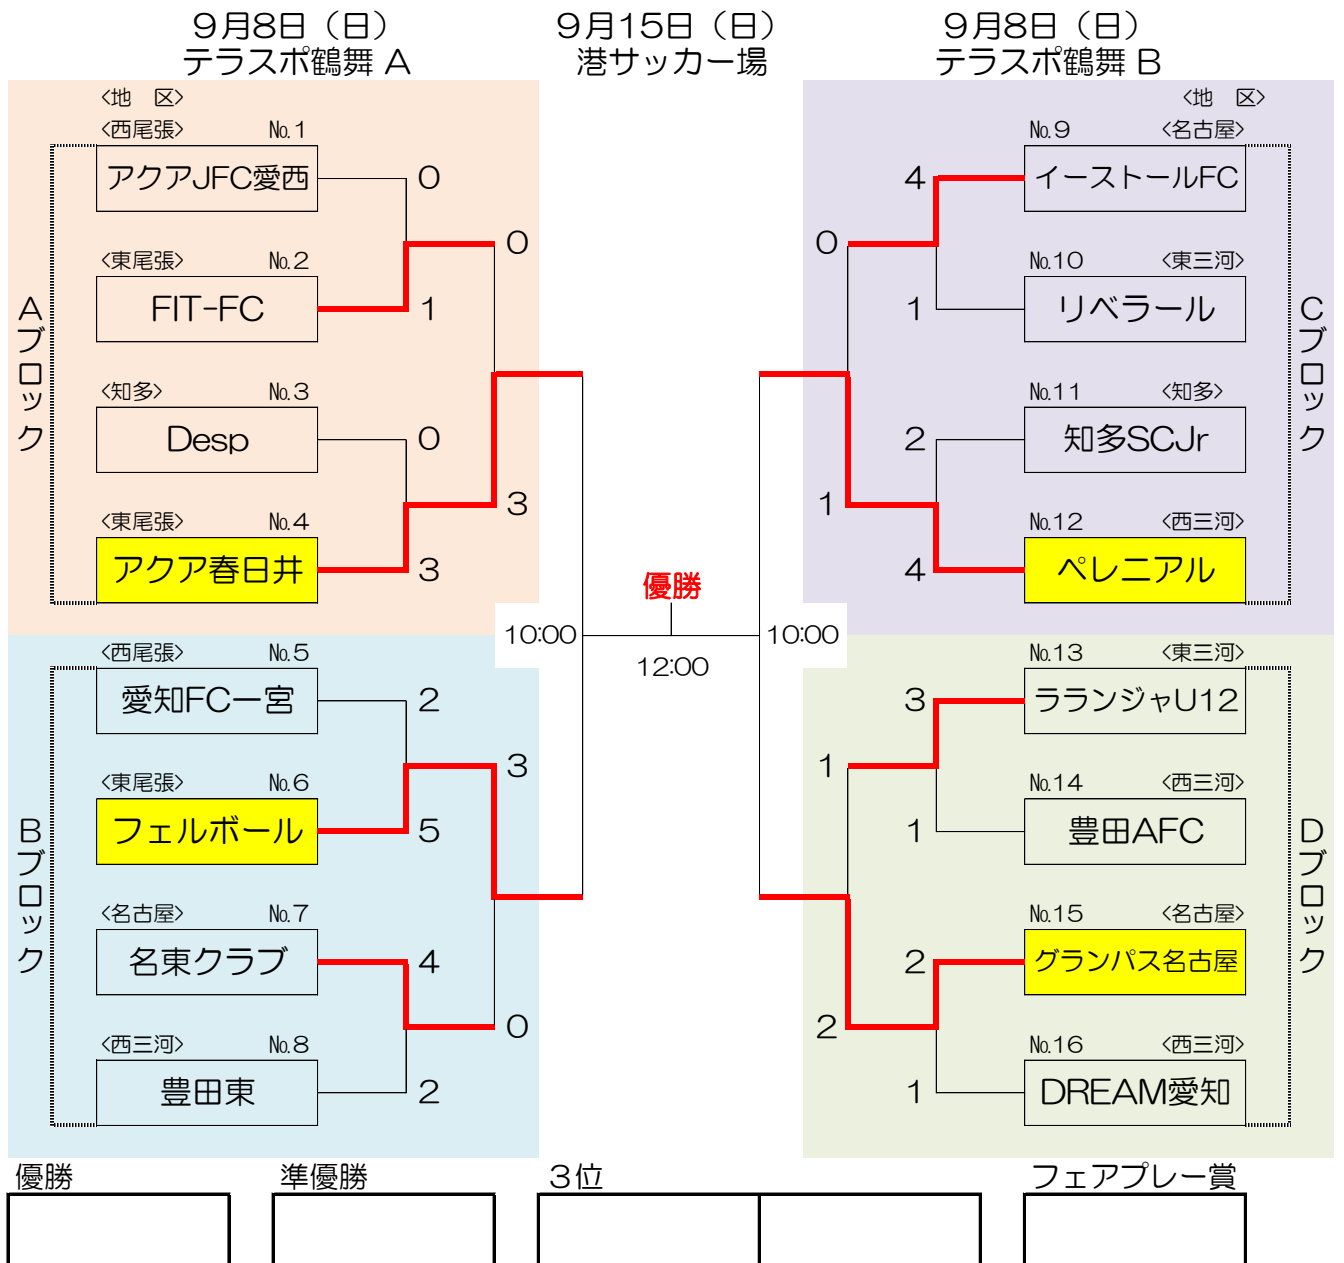 9月8日（日）
テラスポ鶴舞 A
9月15日（日）
港サッカー場
9月8日（日）
テラスポ鶴舞 B
<地　区>
<西尾張> No.1
アクアJFC愛西
0
<東尾張> No.2
FIT-FC
1
0
<知多> No.3
Desp
0
<東尾張> No.4
アクア春日井
3
3
Aブロック
<西尾張> No.5
愛知FC一宮
2
<東尾張> No.6
フェルボール
5
3
<名古屋> No.7
名東クラブ
4
<西三河> No.8
豊田東
2
0
Bブロック
10:00
優勝
12:00
10:00
<地　区>
No.9 <名古屋>
イーストールFC
4
No.10 <東三河>
リベラール
1
0
No.11 <知多>
知多SCJr
2
No.12 <西三河>
ペレニアル
4
1
Cブロック
No.13 <東三河>
ラランジャU12
3
No.14 <西三河>
豊田AFC
1
1
No.15 <名古屋>
グランパス名古屋
2
No.16 <西三河>
DREAM愛知
1
2
Dブロック
優勝
準優勝
3位
フェアプレー賞